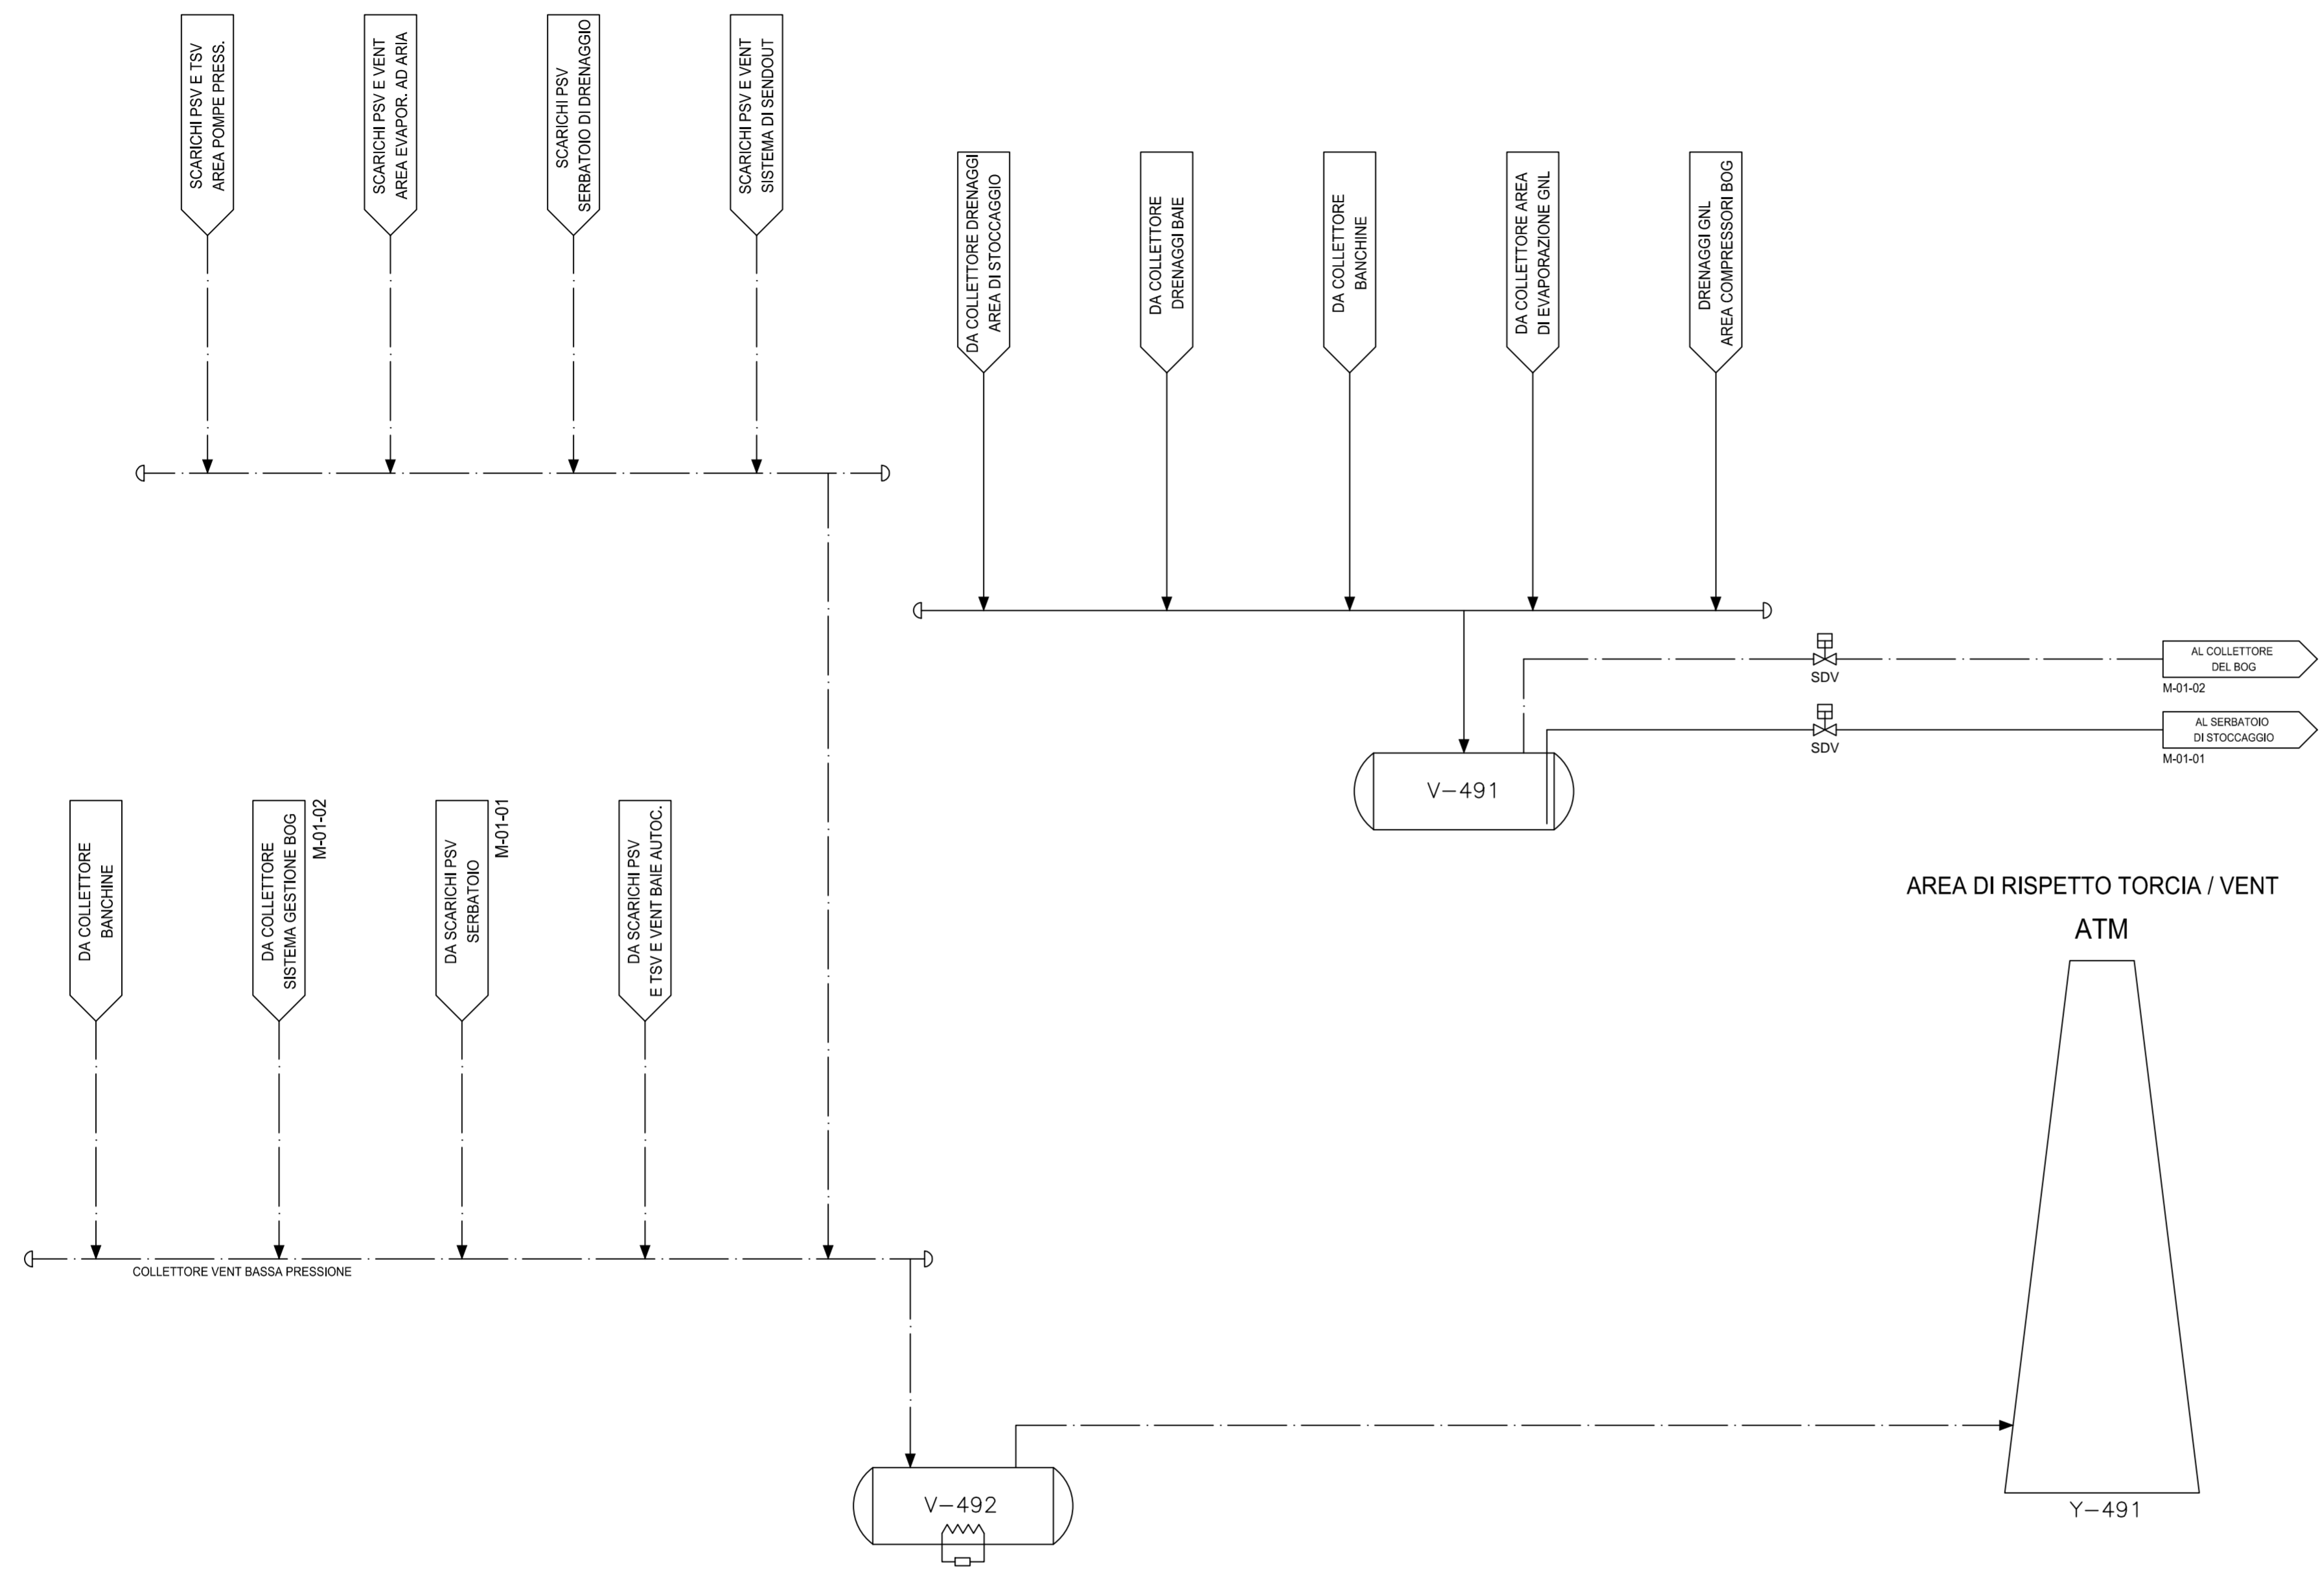 SCARICHI PSV E TSV
AREA POMPE PRESS.
SCARICHI PSV E VENT
AREA EVAPOR. AD ARIA
SCARICHI PSV
SERBATOIO DI DRENAGGIO
SCARICHI PSV E VENT
SISTEMA DI SENDOUT
DA COLLETTORE DRENAGGI
AREA DI STOCCAGGIO
DA COLLETTORE
DRENAGGI BAIE
DA COLLETTORE
BANCHINE
DA COLLETTORE AREA
DI EVAPORAZIONE GNL
DRENAGGI GNL
AREA COMPRESSORI BOG
SDV
AL COLLETTORE
DEL BOG
M-01-02
SDV
AL SERBATOIO
DI STOCCAGGIO
M-01-01
V-491
DA COLLETTORE
BANCHINE
DA COLLETTORE
SISTEMA GESTIONE BOG
M-01-02
DA SCARICHI PSV
SERBATOIO
M-01-01
DA SCARICHI PSV
E TSV E VENT BAIE AUTOC.
COLLETTORE VENT BASSA PRESSIONE
AREA DI RISPETTO TORCIA / VENT
ATM
V-492
Y-491